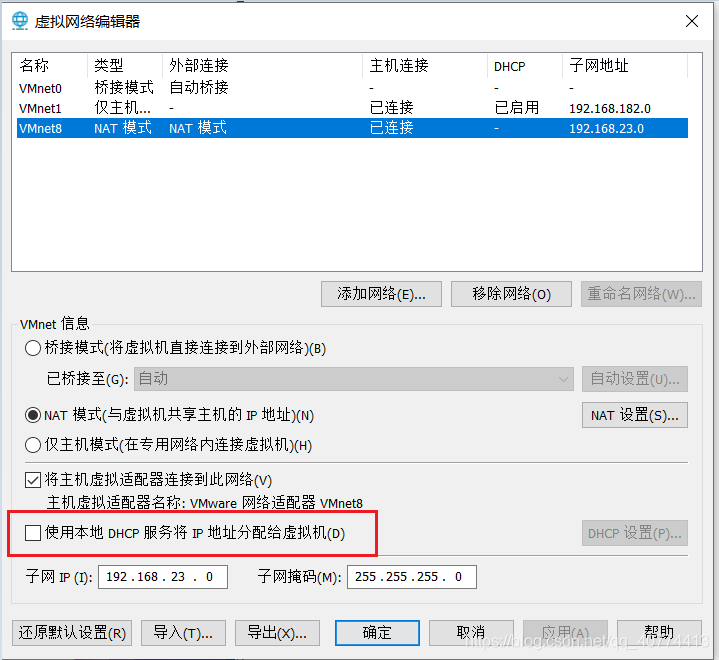 虚拟网络编辑器
名称 类型 外部连接 主机连接 DHCP 子网地址
VMnet0 桥接模式 自动桥接 - - -
VMnet1 仅主机... - 已连接 已启用 192.168.182.0
VMnet8 NAT 模式 NAT 模式 已连接 - 192.168.23.0
添加网络(E)... 移除网络(O) 重命名网络(W)...
VMnet 信息
桥接模式(将虚拟机直接连接到外部网络)(B)
已桥接至(G): 自动 自动设置(U)...
NAT 模式(与虚拟机共享主机的 IP 地址)(N) NAT 设置(S)...
仅主机模式(在专用网络内连接虚拟机)(H)
将主机虚拟适配器连接到此网络(V)
主机虚拟适配器名称: VMware 网络适配器 VMnet8
使用本地 DHCP 服务将 IP 地址分配给虚拟机(D) DHCP 设置(P)...
子网 IP (I): 192.168.23.0 子网掩码(M): 255.255.255.0
还原默认设置(R) 导入(T)... 导出(X)... 确定 取消 应用(A) 帮助